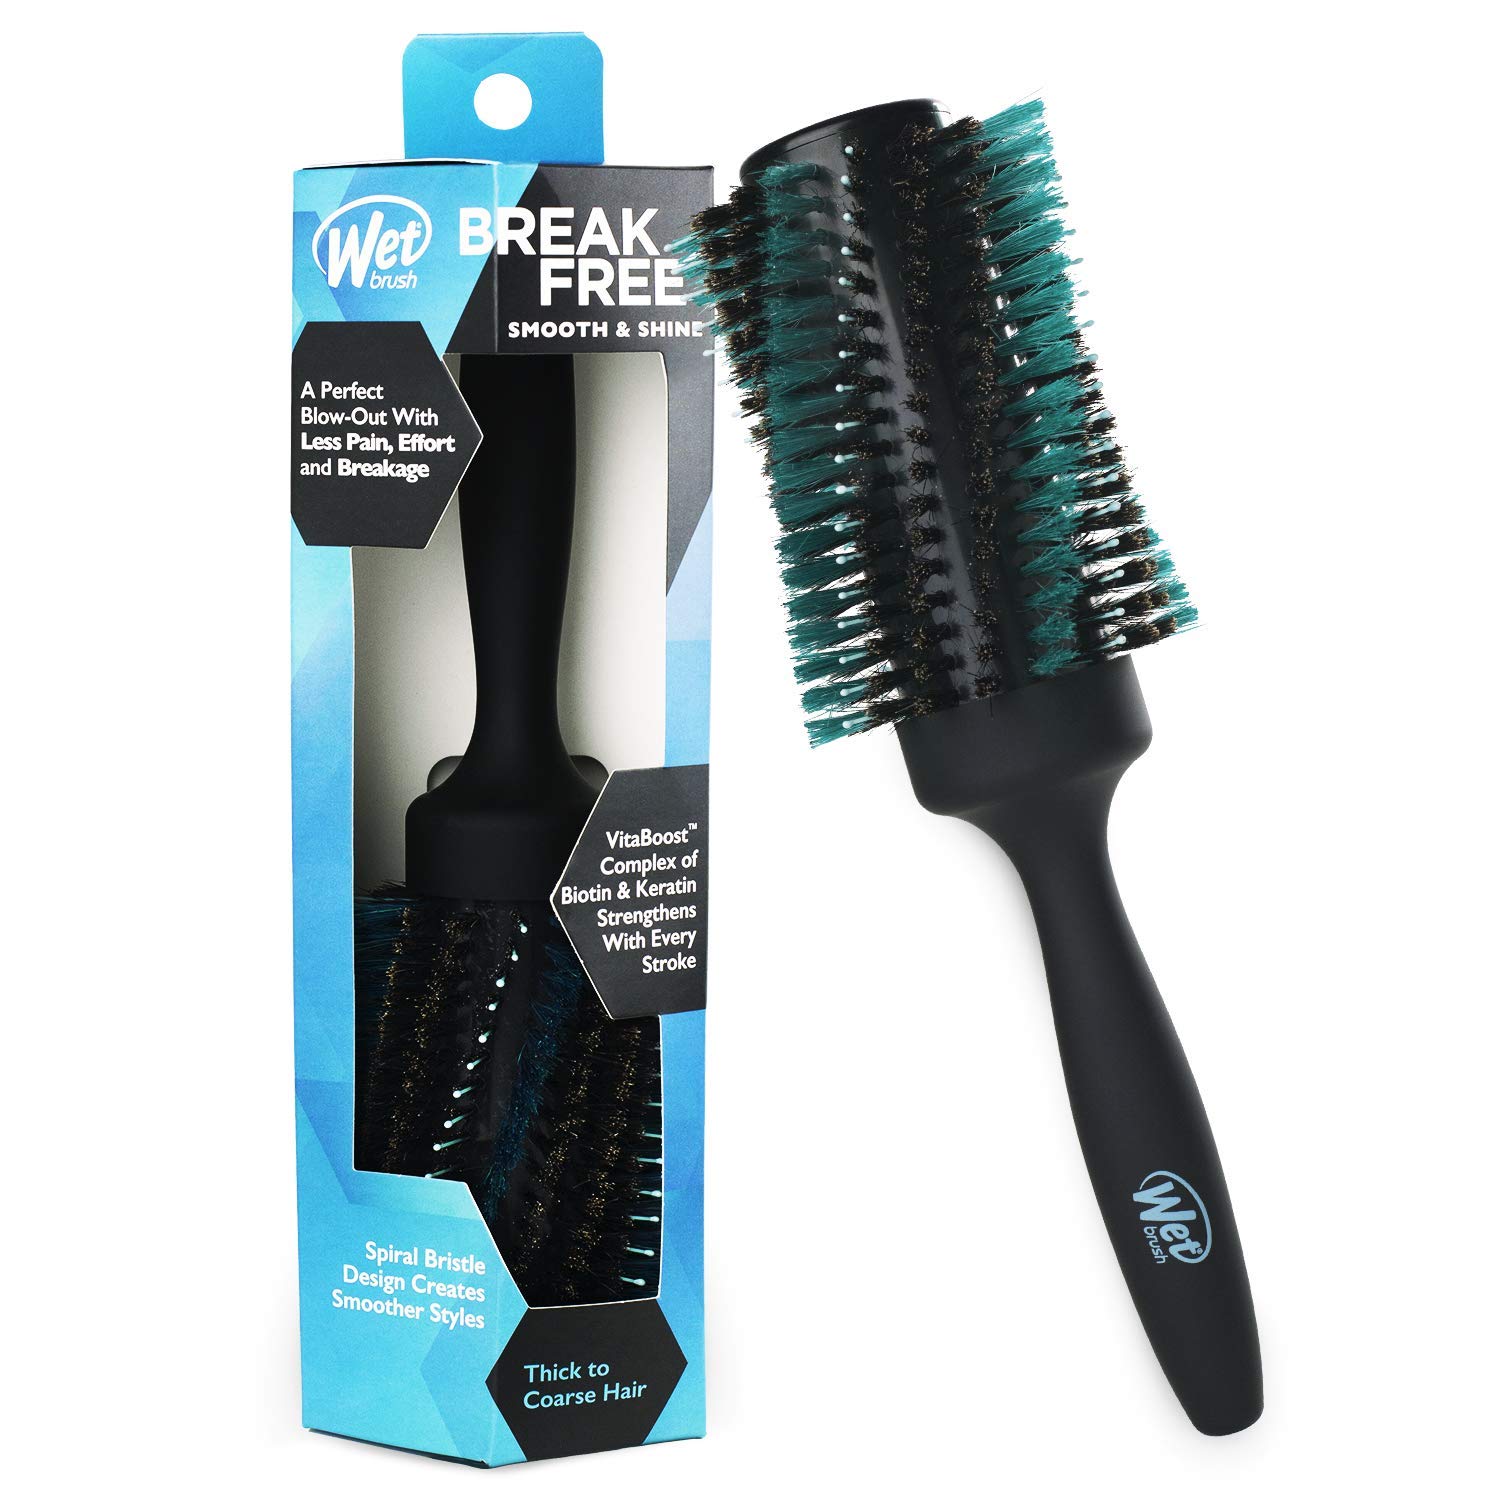 Wet®
brush
BREAK
FREE
SMOOTH & SHINE
A Perfect
Blow-Out With
Less Pain, Effort
and Breakage
VitaBoost™
Complex of
Biotin & Keratin
Strengthens
With Every
Stroke
Spiral Bristle
Design Creates
Smoother Styles
Thick to
Coarse Hair
Wet®
brush